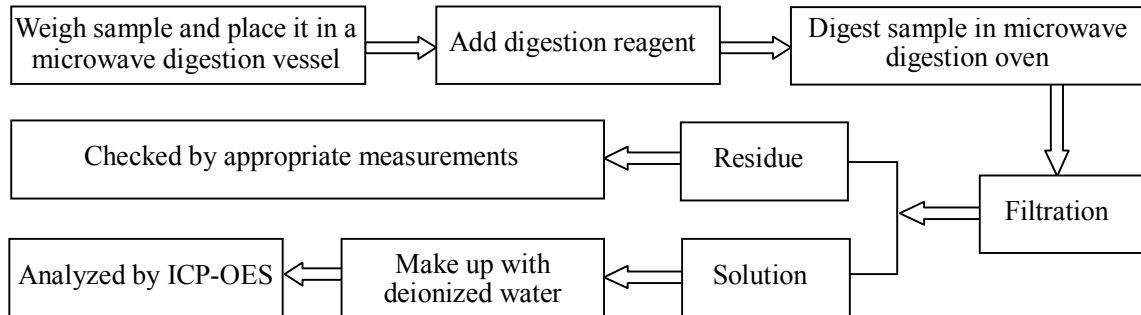 Weigh sample and place it in a
microwave digestion vessel
Add digestion reagent
Digest sample in microwave
digestion oven
Checked by appropriate measurements
Residue
Filtration
Analyzed by ICP-OES
Make up with
deionized water
Solution